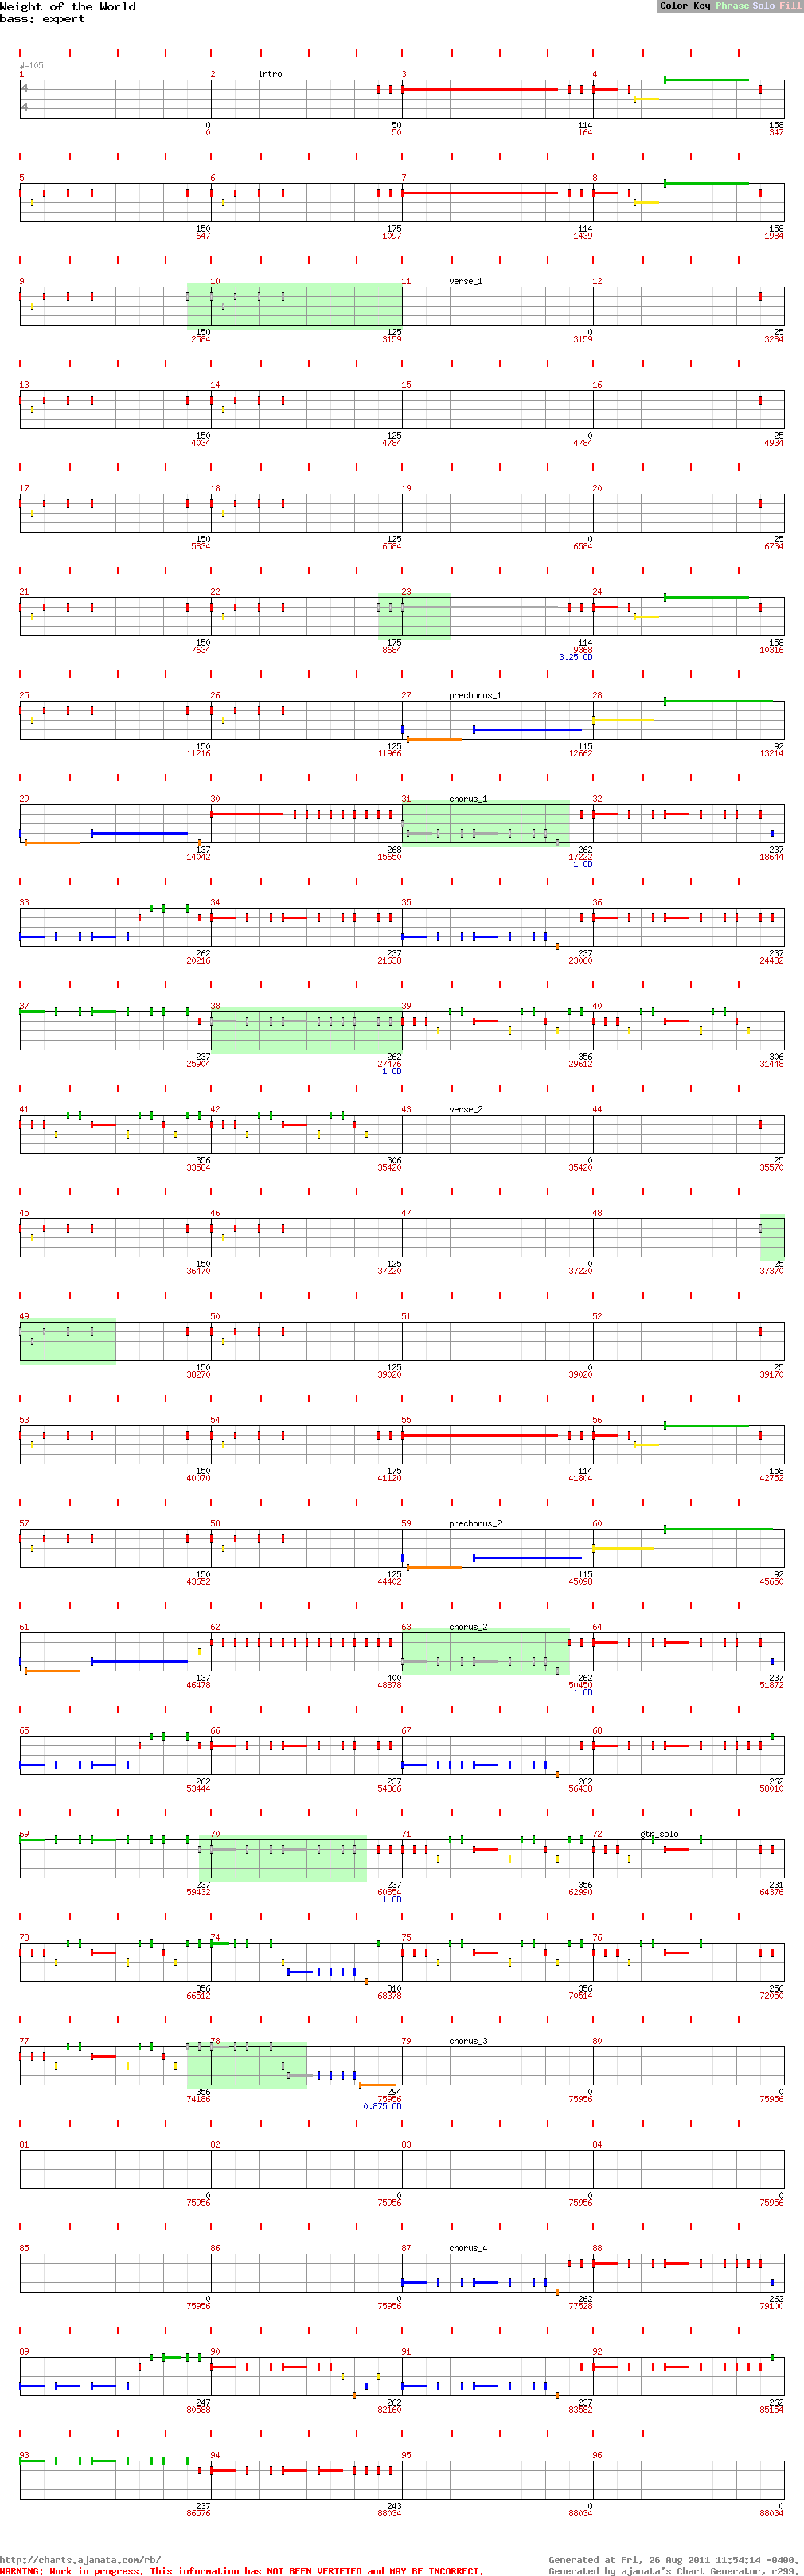 Weight of the World
Color Key Phrase Solo Fill
bass: expert
♩=105
1 2 intro 3 4
4
4
0 50 114 158
0 50 164 347
5 6 7 8
150 175 114 158
647 1097 1439 1984
9 10 11 verse_1 12
150 125 0 25
2584 3159 3159 3284
13 14 15 16
150 125 0 25
4034 4784 4784 4934
17 18 19 20
150 125 0 25
5834 6584 6584 6734
21 22 23 24
150 175 114 158
7634 8684 9368 10316
3.25 OD
25 26 27 prechorus_1 28
150 125 115 92
11216 11966 12662 13214
29 30 31 chorus_1 32
137 268 262 237
14042 15650 17222 18644
1 OD
33 34 35 36
262 237 237 237
20216 21638 23060 24482
37 38 39 40
237 262 356 306
25904 27476 29612 31448
1 OD
41 42 43 verse_2 44
356 306 0 25
33584 35420 35420 35570
45 46 47 48
150 125 0 25
36470 37220 37220 37370
49 50 51 52
150 125 0 25
38270 39020 39020 39170
53 54 55 56
150 175 114 158
40070 41120 41804 42752
57 58 59 prechorus_2 60
150 125 115 92
43652 44402 45098 45650
61 62 63 chorus_2 64
137 400 262 237
46478 48878 50450 51872
1 OD
65 66 67 68
262 237 262 262
53444 54866 56438 58010
69 70 71 72 gtr_solo
237 237 356 231
59432 60854 62990 64376
1 OD
73 74 75 76
356 310 356 256
66512 68378 70514 72050
77 78 79 chorus_3 80
356 294 0 0
74186 75956 75956 75956
0.875 OD
81 82 83 84
0 0 0 0
75956 75956 75956 75956
85 86 87 chorus_4 88
0 0 262 262
75956 75956 77528 79100
89 90 91 92
247 262 237 262
80588 82160 83582 85154
93 94 95 96
237 243 0 0
86576 88034 88034 88034
http://charts.ajanata.com/rb/ Generated at Fri, 26 Aug 2011 11:54:14 -0400.
WARNING: Work in progress. This information has NOT BEEN VERIFIED and MAY BE INCORRECT. Generated by ajanata's Chart Generator, r299.